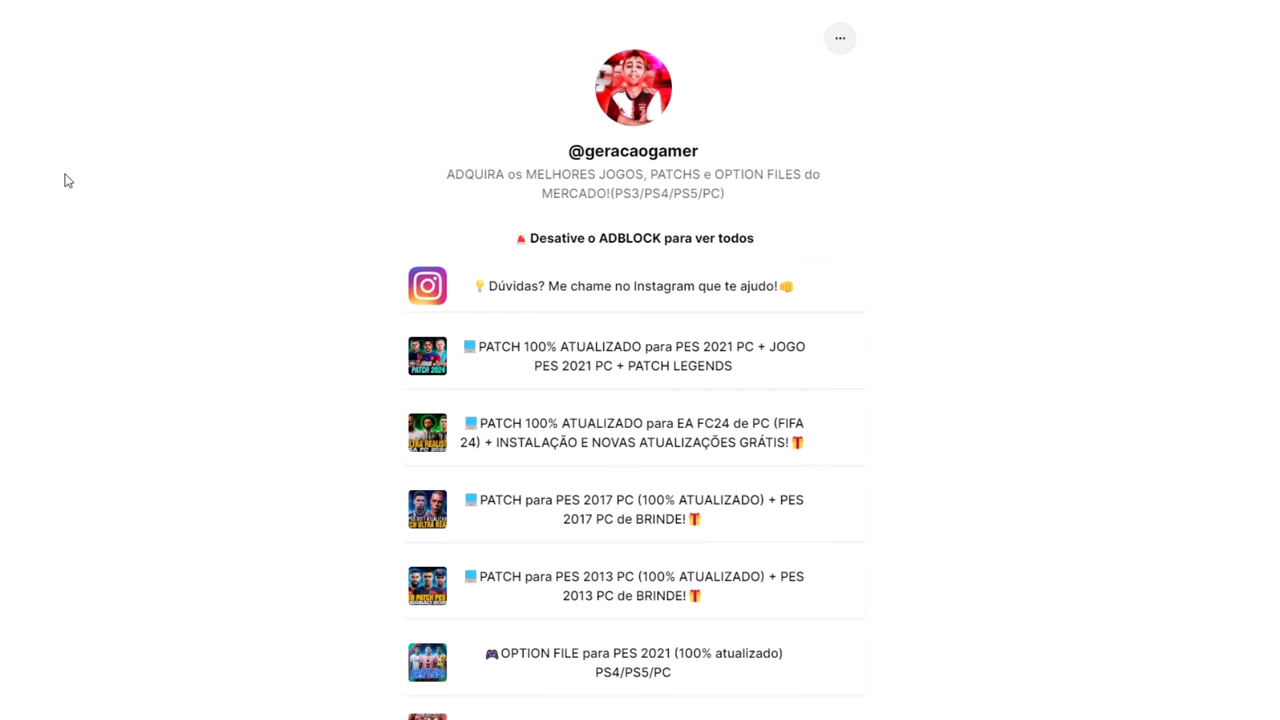 @geracaogamer
ADQUIRA os MELHORES JOGOS, PATCHS e OPTION FILES do
MERCADO!(PS3/PS4/PS5/PC)
🚨 Desative o ADBLOCK para ver todos
💡Dúvidas? Me chame no Instagram que te ajudo!👊
💻PATCH 100% ATUALIZADO para PES 2021 PC + JOGO
PES 2021 PC + PATCH LEGENDS
PATCH 2024
💻PATCH 100% ATUALIZADO para EA FC24 de PC (FIFA
24) + INSTALAÇÃO E NOVAS ATUALIZAÇÕES GRÁTIS!🎁
💻PATCH para PES 2017 PC (100% ATUALIZADO) + PES
2017 PC de BRINDE!🎁
💻PATCH para PES 2013 PC (100% ATUALIZADO) + PES
2013 PC de BRINDE!🎁
🎮OPTION FILE para PES 2021 (100% atualizado)
PS4/PS5/PC